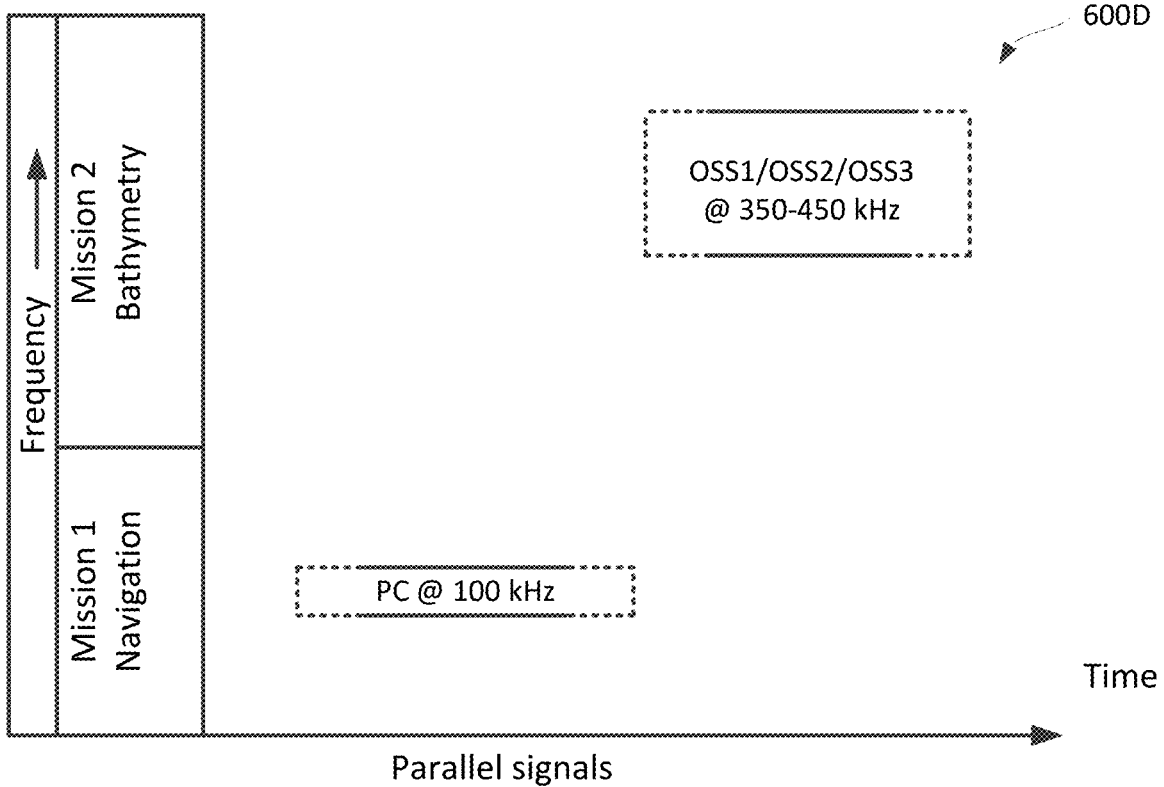 600D
Frequency
Mission 2
Bathymetry
OSS1/OSS2/OSS3
@ 350-450 kHz
Mission 1
Navigation
PC @ 100 kHz
Time
Parallel signals